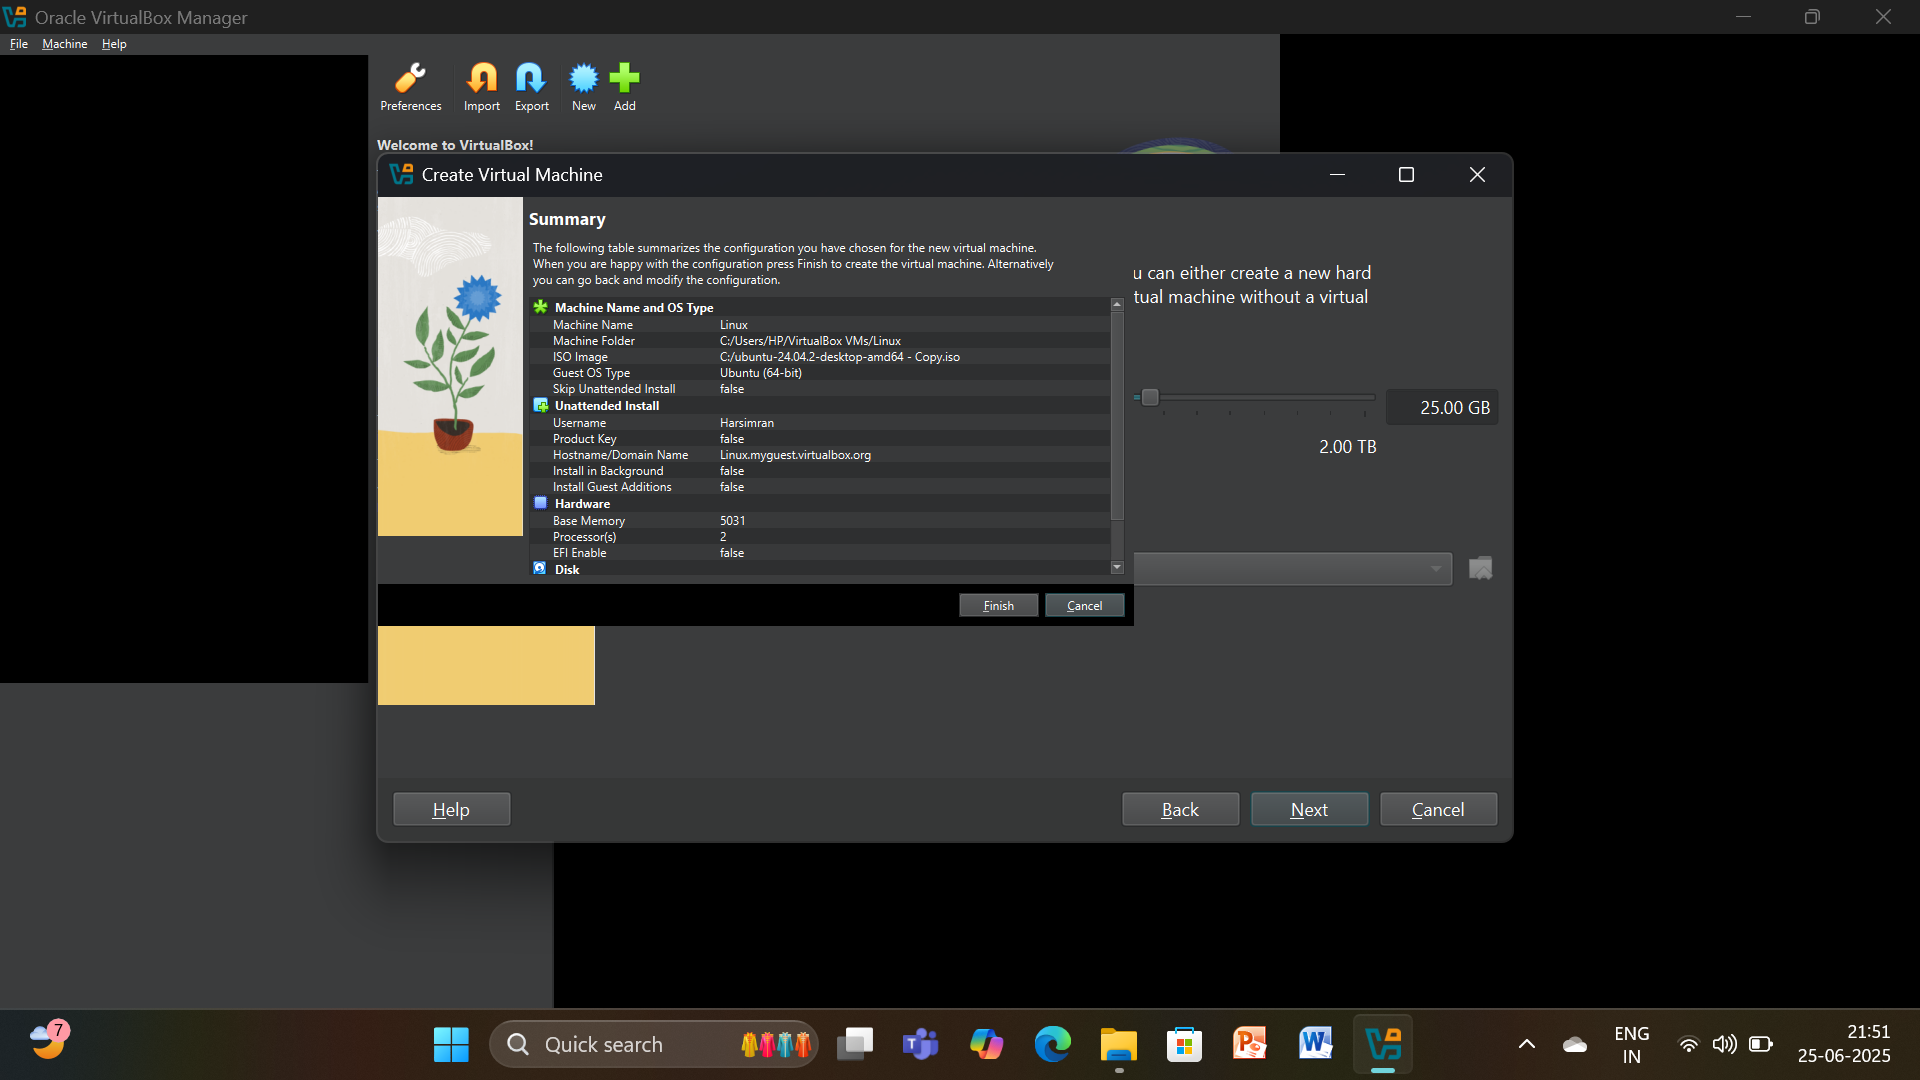 Oracle VirtualBox Manager
File Machine Help
Preferences Import Export New Add
Welcome to VirtualBox!
Create Virtual Machine
Summary
The following table summarizes the configuration you have chosen for the new virtual machine.
When you are happy with the configuration press Finish to create the virtual machine. Alternatively
you can go back and modify the configuration.
u can either create a new hard
tual machine without a virtual
Machine Name and OS Type
Machine Name Linux
Machine Folder C:/Users/HP/VirtualBox VMs/Linux
ISO Image C:/ubuntu-24.04.2-desktop-amd64 - Copy.iso
Guest OS Type Ubuntu (64-bit)
Skip Unattended Install false
Unattended Install
Username Harsimran
Product Key false
Hostname/Domain Name Linux.myguest.virtualbox.org
Install in Background false
Install Guest Additions false
Hardware
Base Memory 5031
Processor(s) 2
EFI Enable false
Disk
25.00 GB
2.00 TB
Finish Cancel
Help Back Next Cancel
7
Quick search
ENG
IN
21:51
25-06-2025